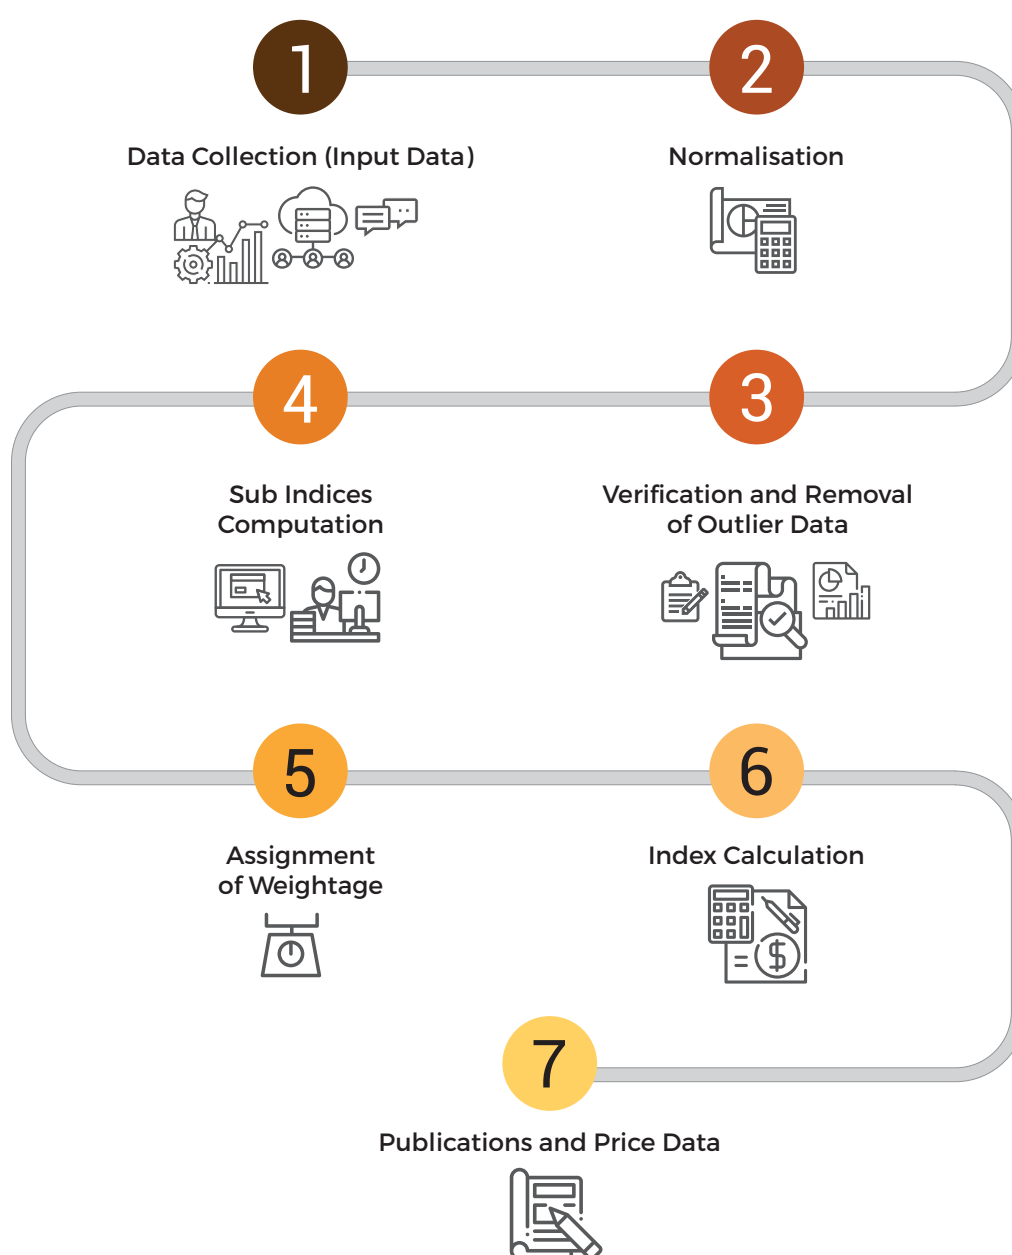 1
Data Collection (Input Data)
2
Normalisation
3
Verification and Removal
of Outlier Data
4
Sub Indices
Computation
5
Assignment
of Weightage
6
Index Calculation
=
$
7
Publications and Price Data